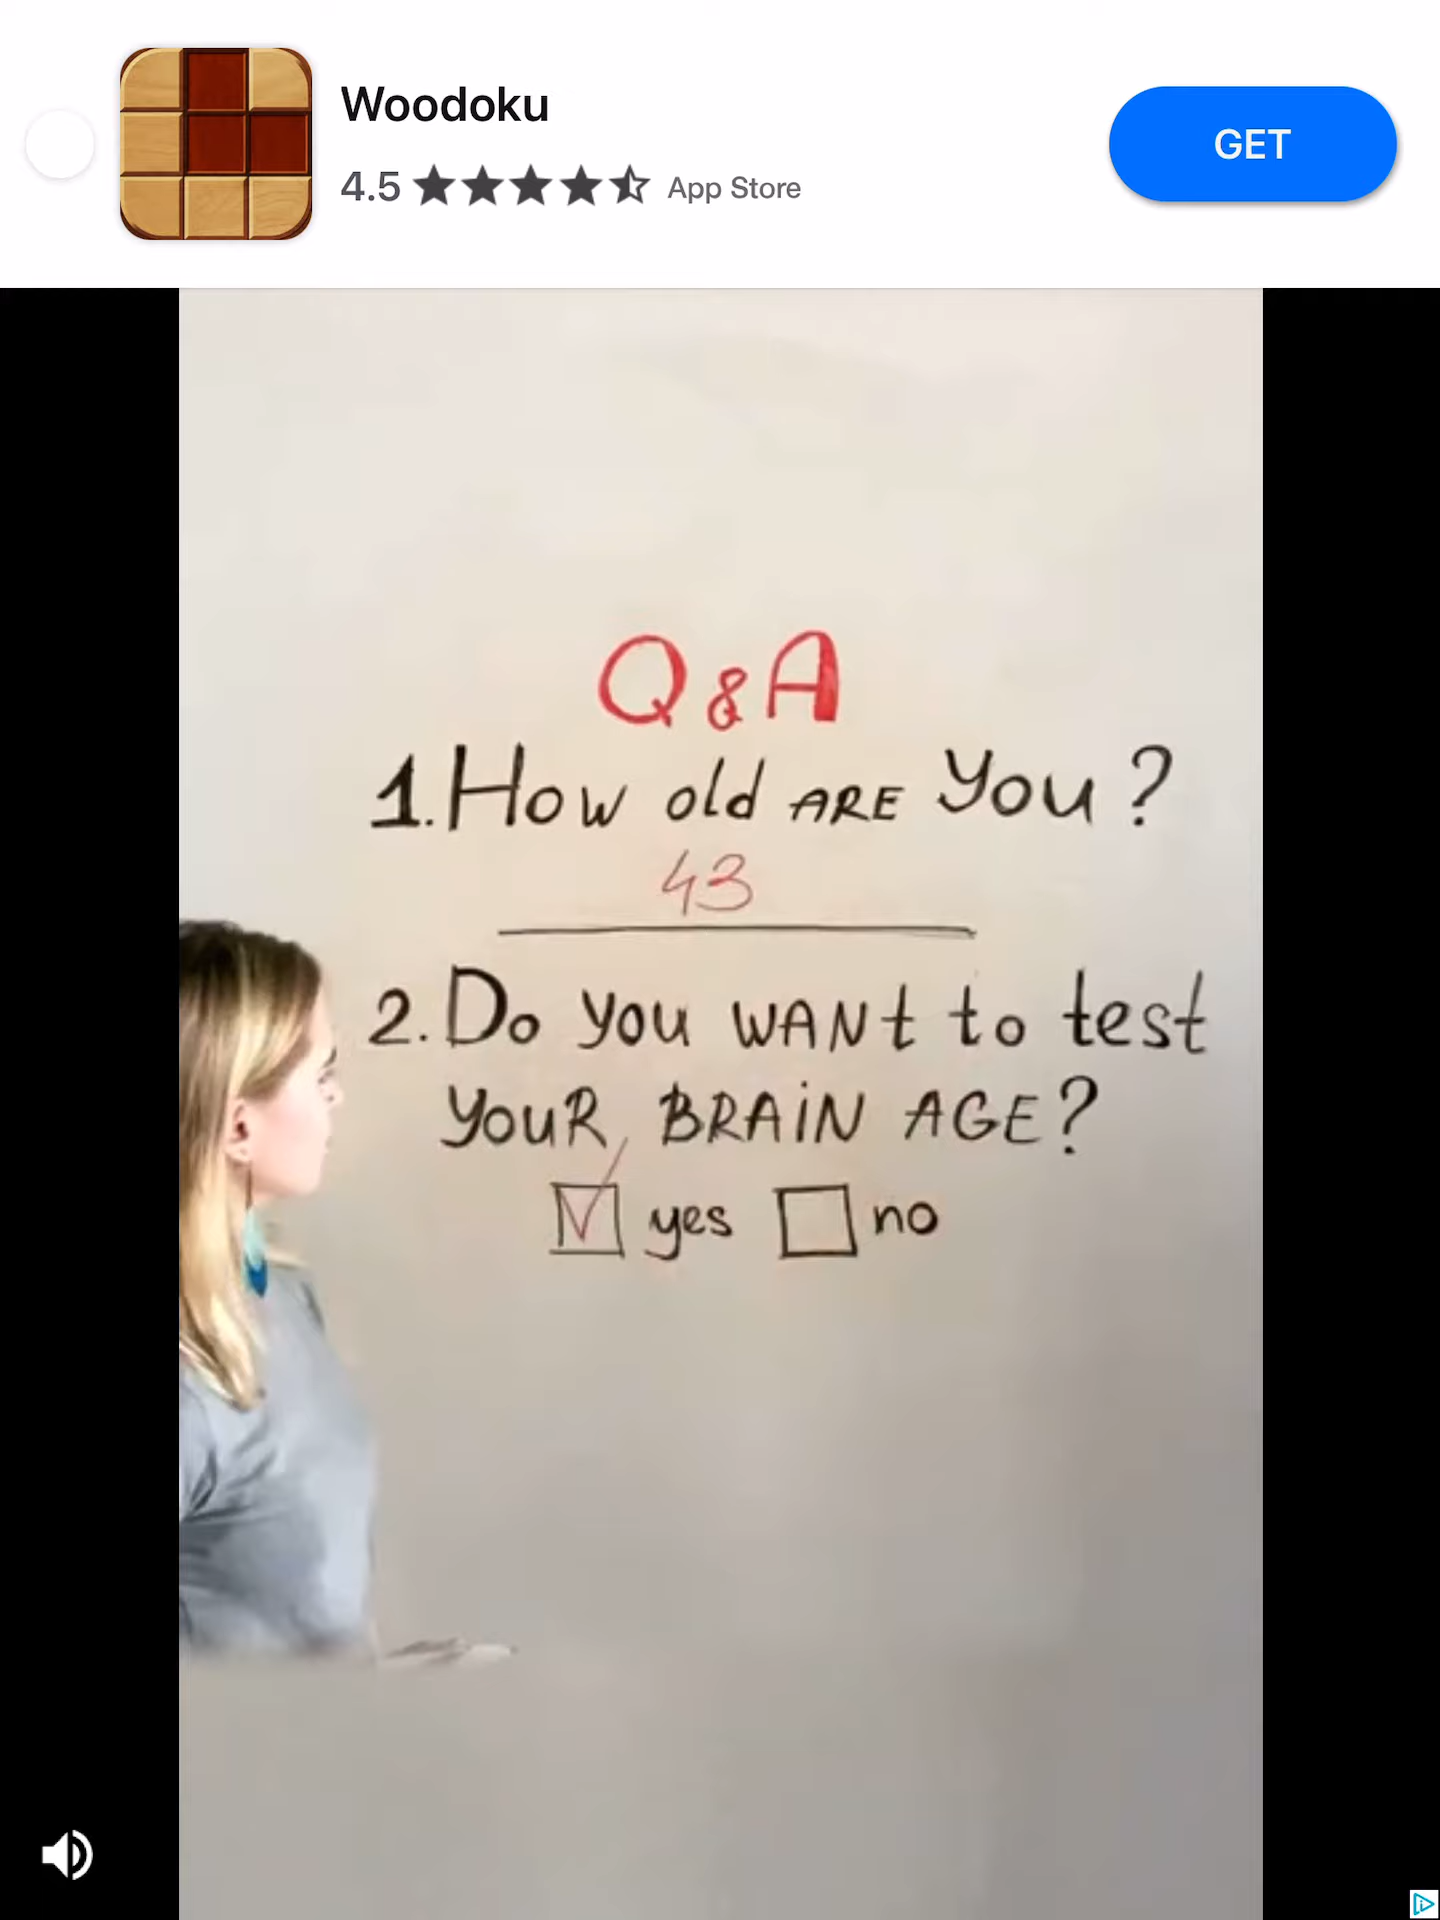 Woodoku
4.5 App Store
GET
Q & A
1. How old ARE You?
43
2. Do you WANt to test
YouR BRAiN AGE?
yes no